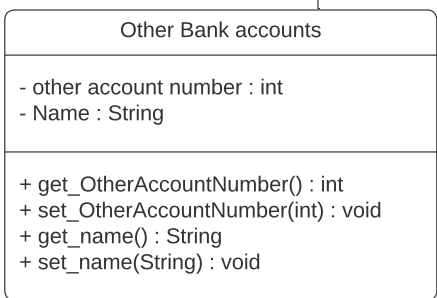 Other Bank accounts
- other account number : int
- Name : String
+ get_OtherAccountNumber() : int
+ set_OtherAccountNumber(int) : void
+ get_name() : String
+ set_name(String) : void